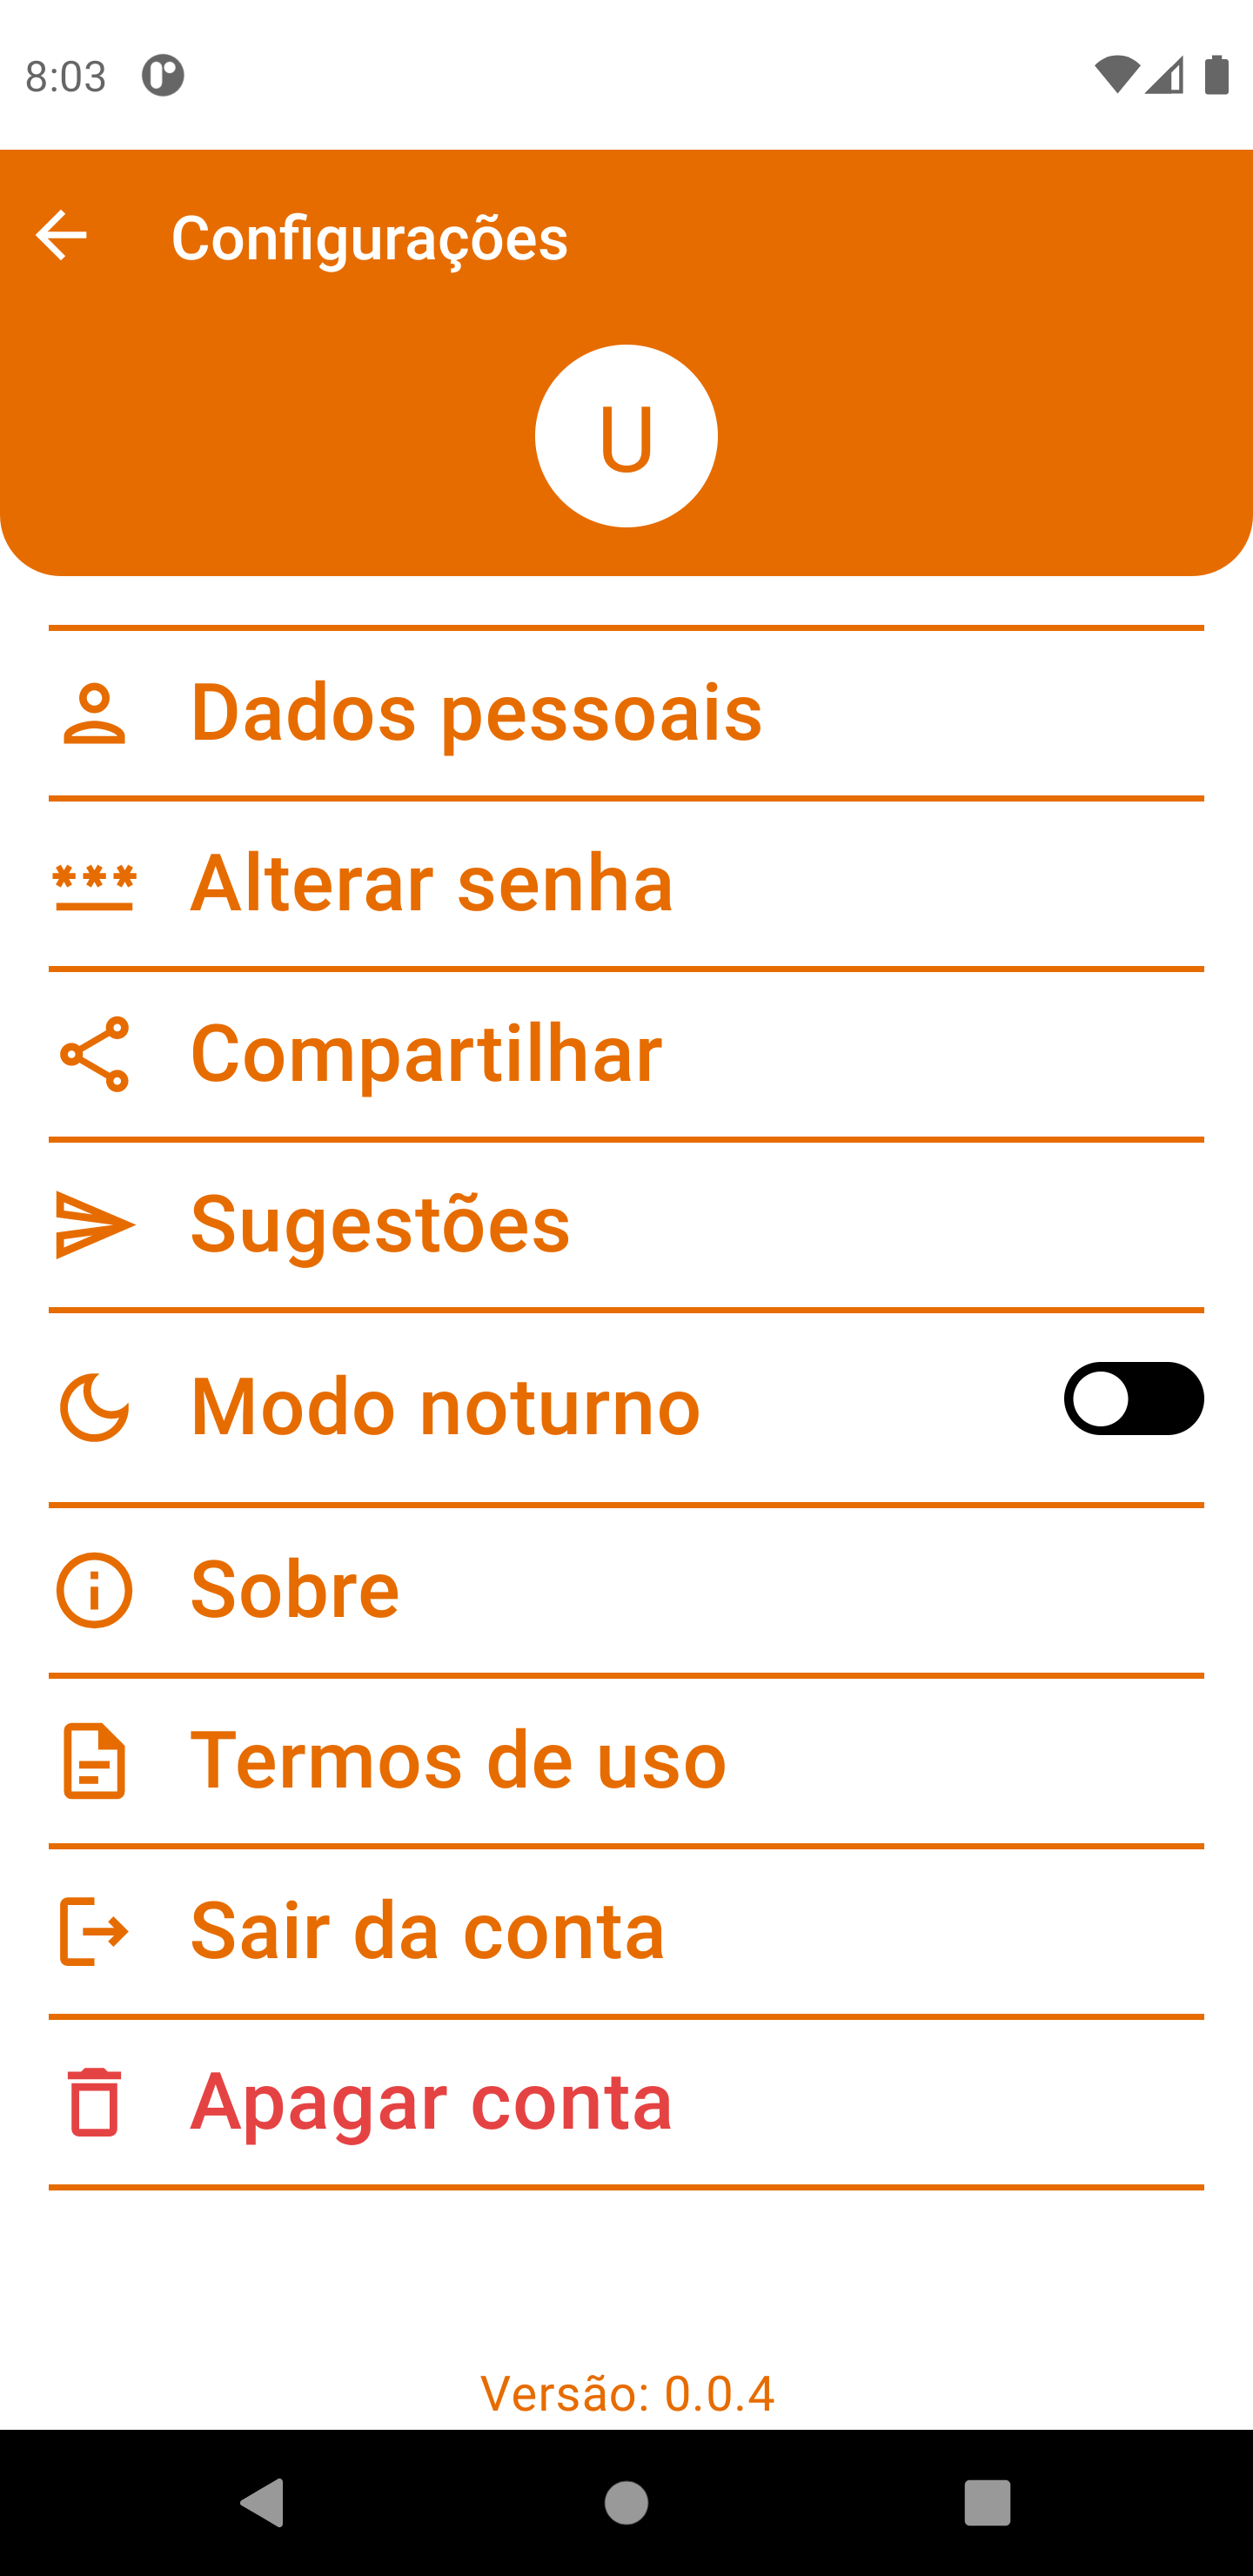 8:03
Configurações
U
Dados pessoais
Alterar senha
Compartilhar
Sugestões
Modo noturno
Sobre
Termos de uso
Sair da conta
Apagar conta
Versão: 0.0.4